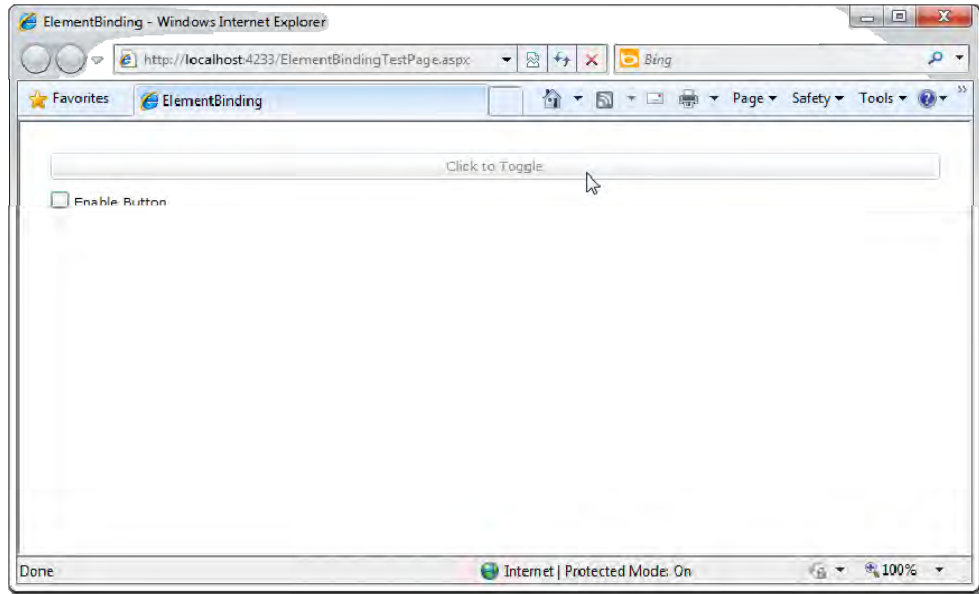 ElementBinding - Windows Internet Explorer
http://localhost:4233/ElementBindingTestPage.aspx
Bing
Favorites
ElementBinding
Page
Safety
Tools
Click to Toggle
Enable Button
Done
Internet | Protected Mode: On
100%